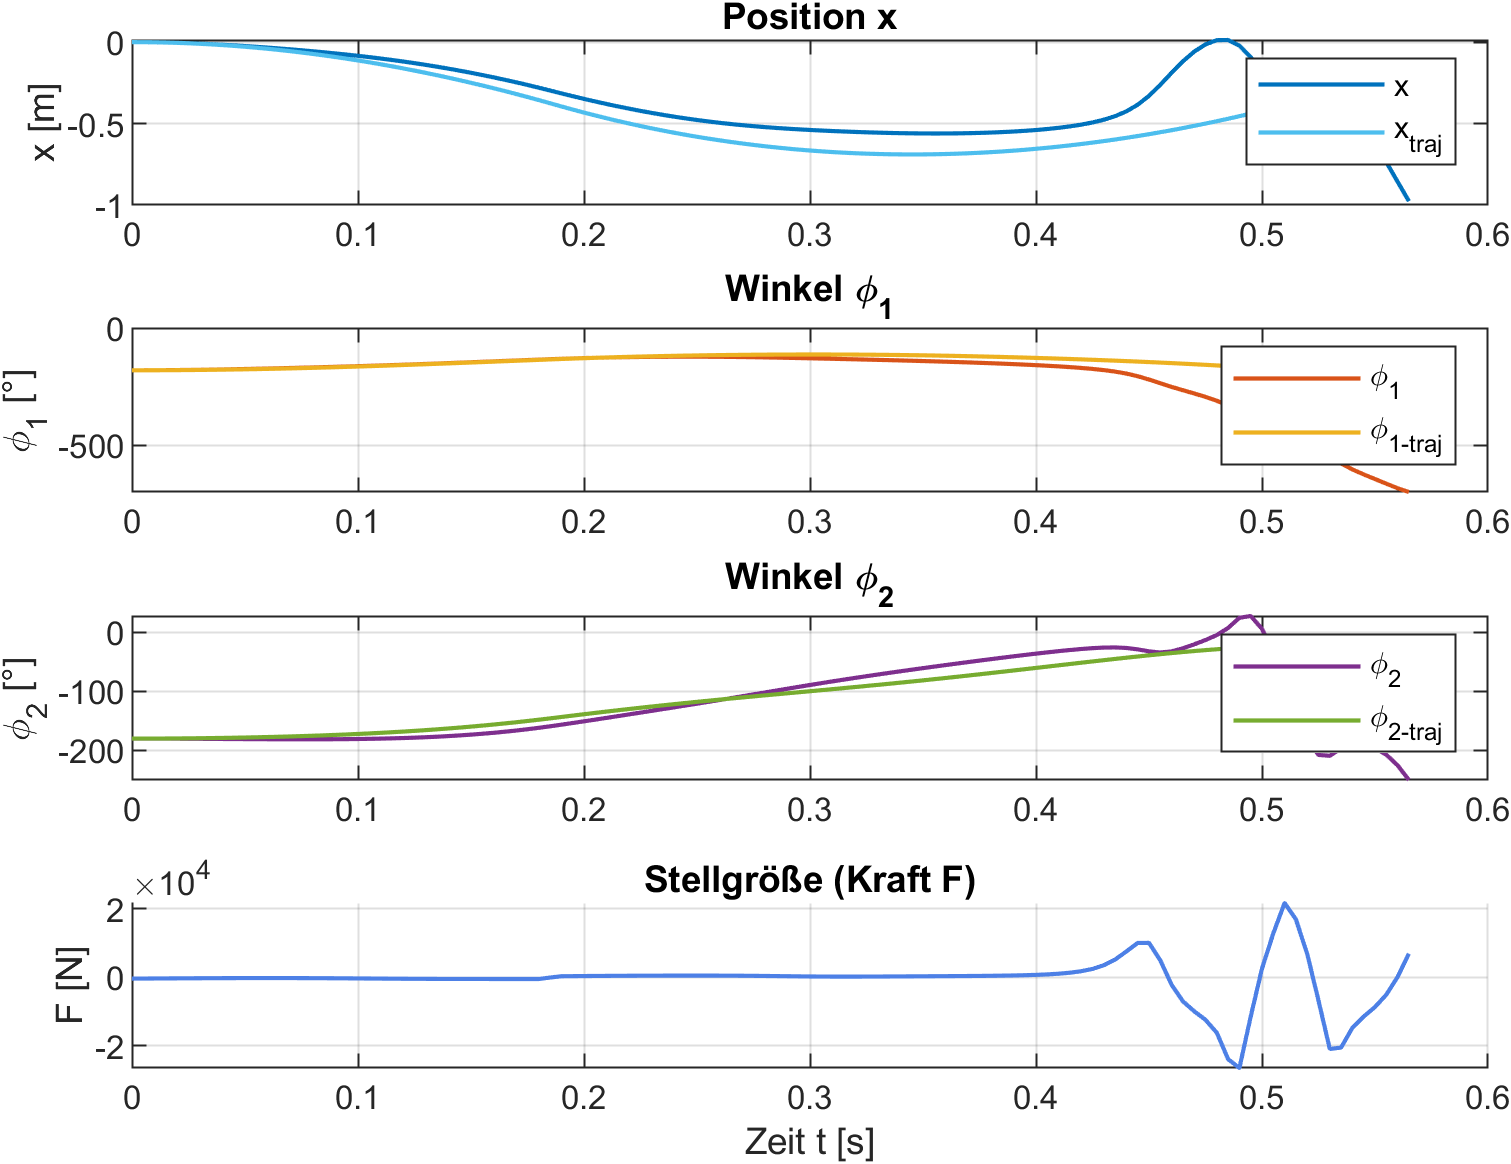 Position x
x [m]
0
-0.5
-1
x
x_traj
0 0.1 0.2 0.3 0.4 0.5 0.6
Winkel ϕ_1
ϕ_1 [°]
0
-500
ϕ_1
ϕ_1-traj
0 0.1 0.2 0.3 0.4 0.5 0.6
Winkel ϕ_2
ϕ_2 [°]
0
-100
-200
ϕ_2
ϕ_2-traj
0 0.1 0.2 0.3 0.4 0.5 0.6
×10^4
Stellgröße (Kraft F)
F [N]
2
0
-2
0 0.1 0.2 0.3 0.4 0.5 0.6
Zeit t [s]